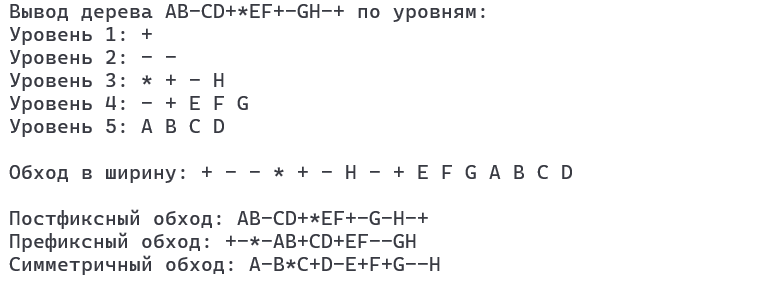 Вывод дерева AB-CD+*EF+-GH-+ по уровням:
Уровень 1: +
Уровень 2: - -
Уровень 3: * + - H
Уровень 4: - + E F G
Уровень 5: A B C D
Обход в ширину: + - - * + - H - + E F G A B C D
Постфиксный обход: AB-CD+*EF+-G-H-+
Префиксный обход: +-*-AB+CD+EF--GH
Симметричный обход: A-B*C+D-E+F+G--H